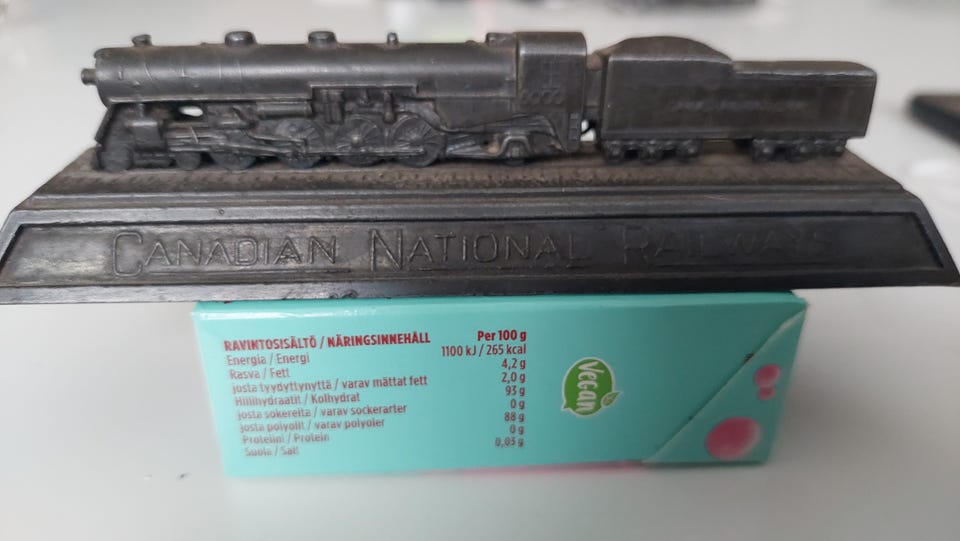 6000
CANADIAN NATIONAL RAILWAYS
RAVINTOSISÄLTÖ / NÄRINGSINNEHÅLL Per 100 g
Energia / Energi 1100 kJ / 265 kcal
Rasva / Fett 4,2 g
josta tyydyttynyttä / varav mättat fett 2,0 g
Hiilihydraatit / Kolhydrat 93 g
josta sokereita / varav sockerarter 0 g
josta polyolit / varav polyoler 88 g
Proteiini / Protein 0 g
Suola / Salt 0,03 g
Vegan